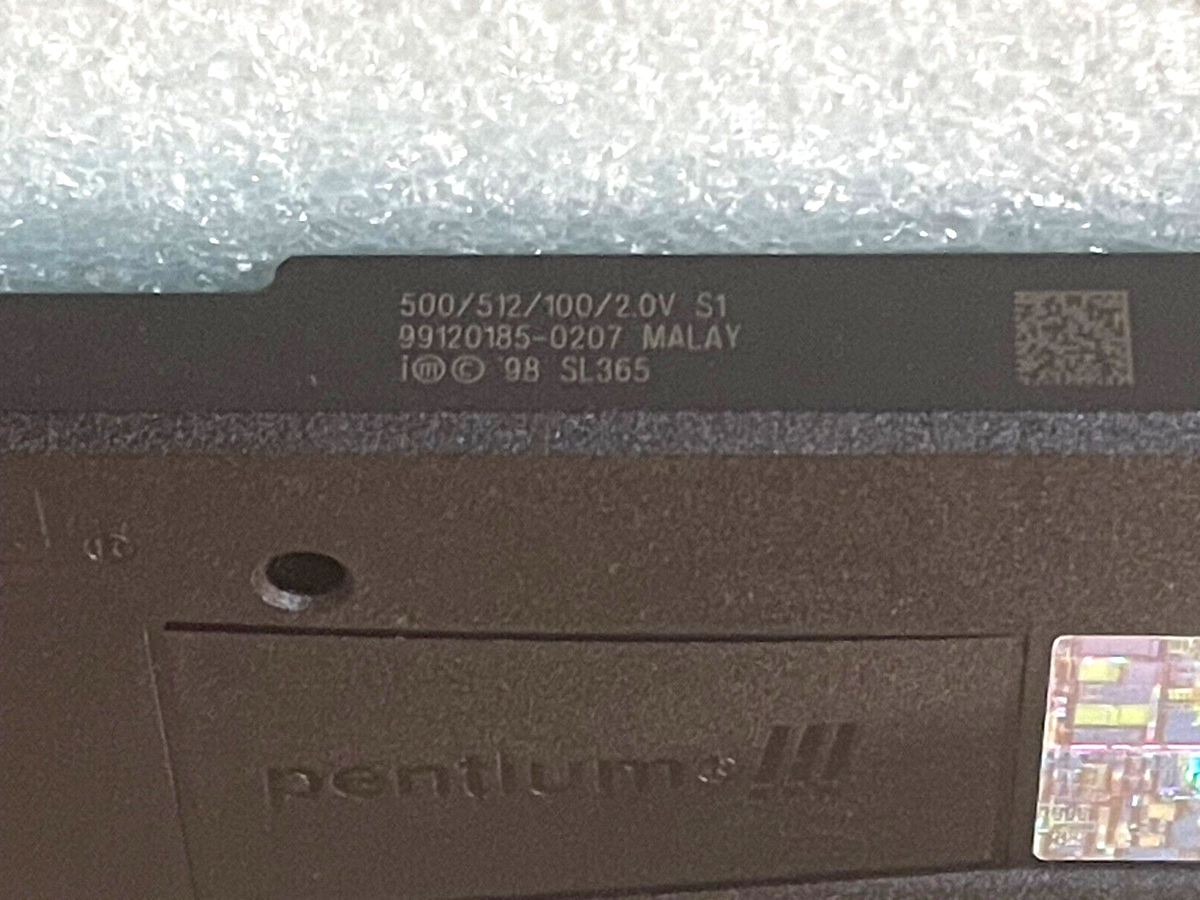 500/512/100/2.0V S1
99120185-0207 MALAY
i ⓜ © '98 SL365
pentium® III